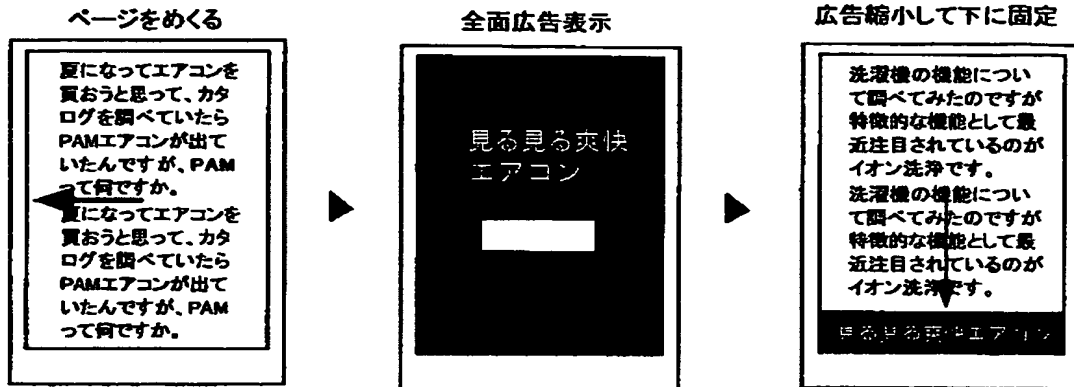 ページをめくる
夏になってエアコンを
買おうと思って、カタ
ログを調べていたら
PAMエアコンが出て
いたんですが、PAM
って何ですか。
夏になってエアコンを
買おうと思って、カタ
ログを調べていたら
PAMエアコンが出て
いたんですが、PAM
って何ですか。
全面広告表示
見る見る爽快
エアコン
広告縮小して下に固定
洗濯機の機能につい
て調べてみたのですが
特徴的な機能として最
近注目されているのが
イオン洗浄です。
洗濯機の機能につい
て調べてみたのですが
特徴的な機能として最
近注目されているのが
イオン洗浄です。
見る見る爽快エアコン